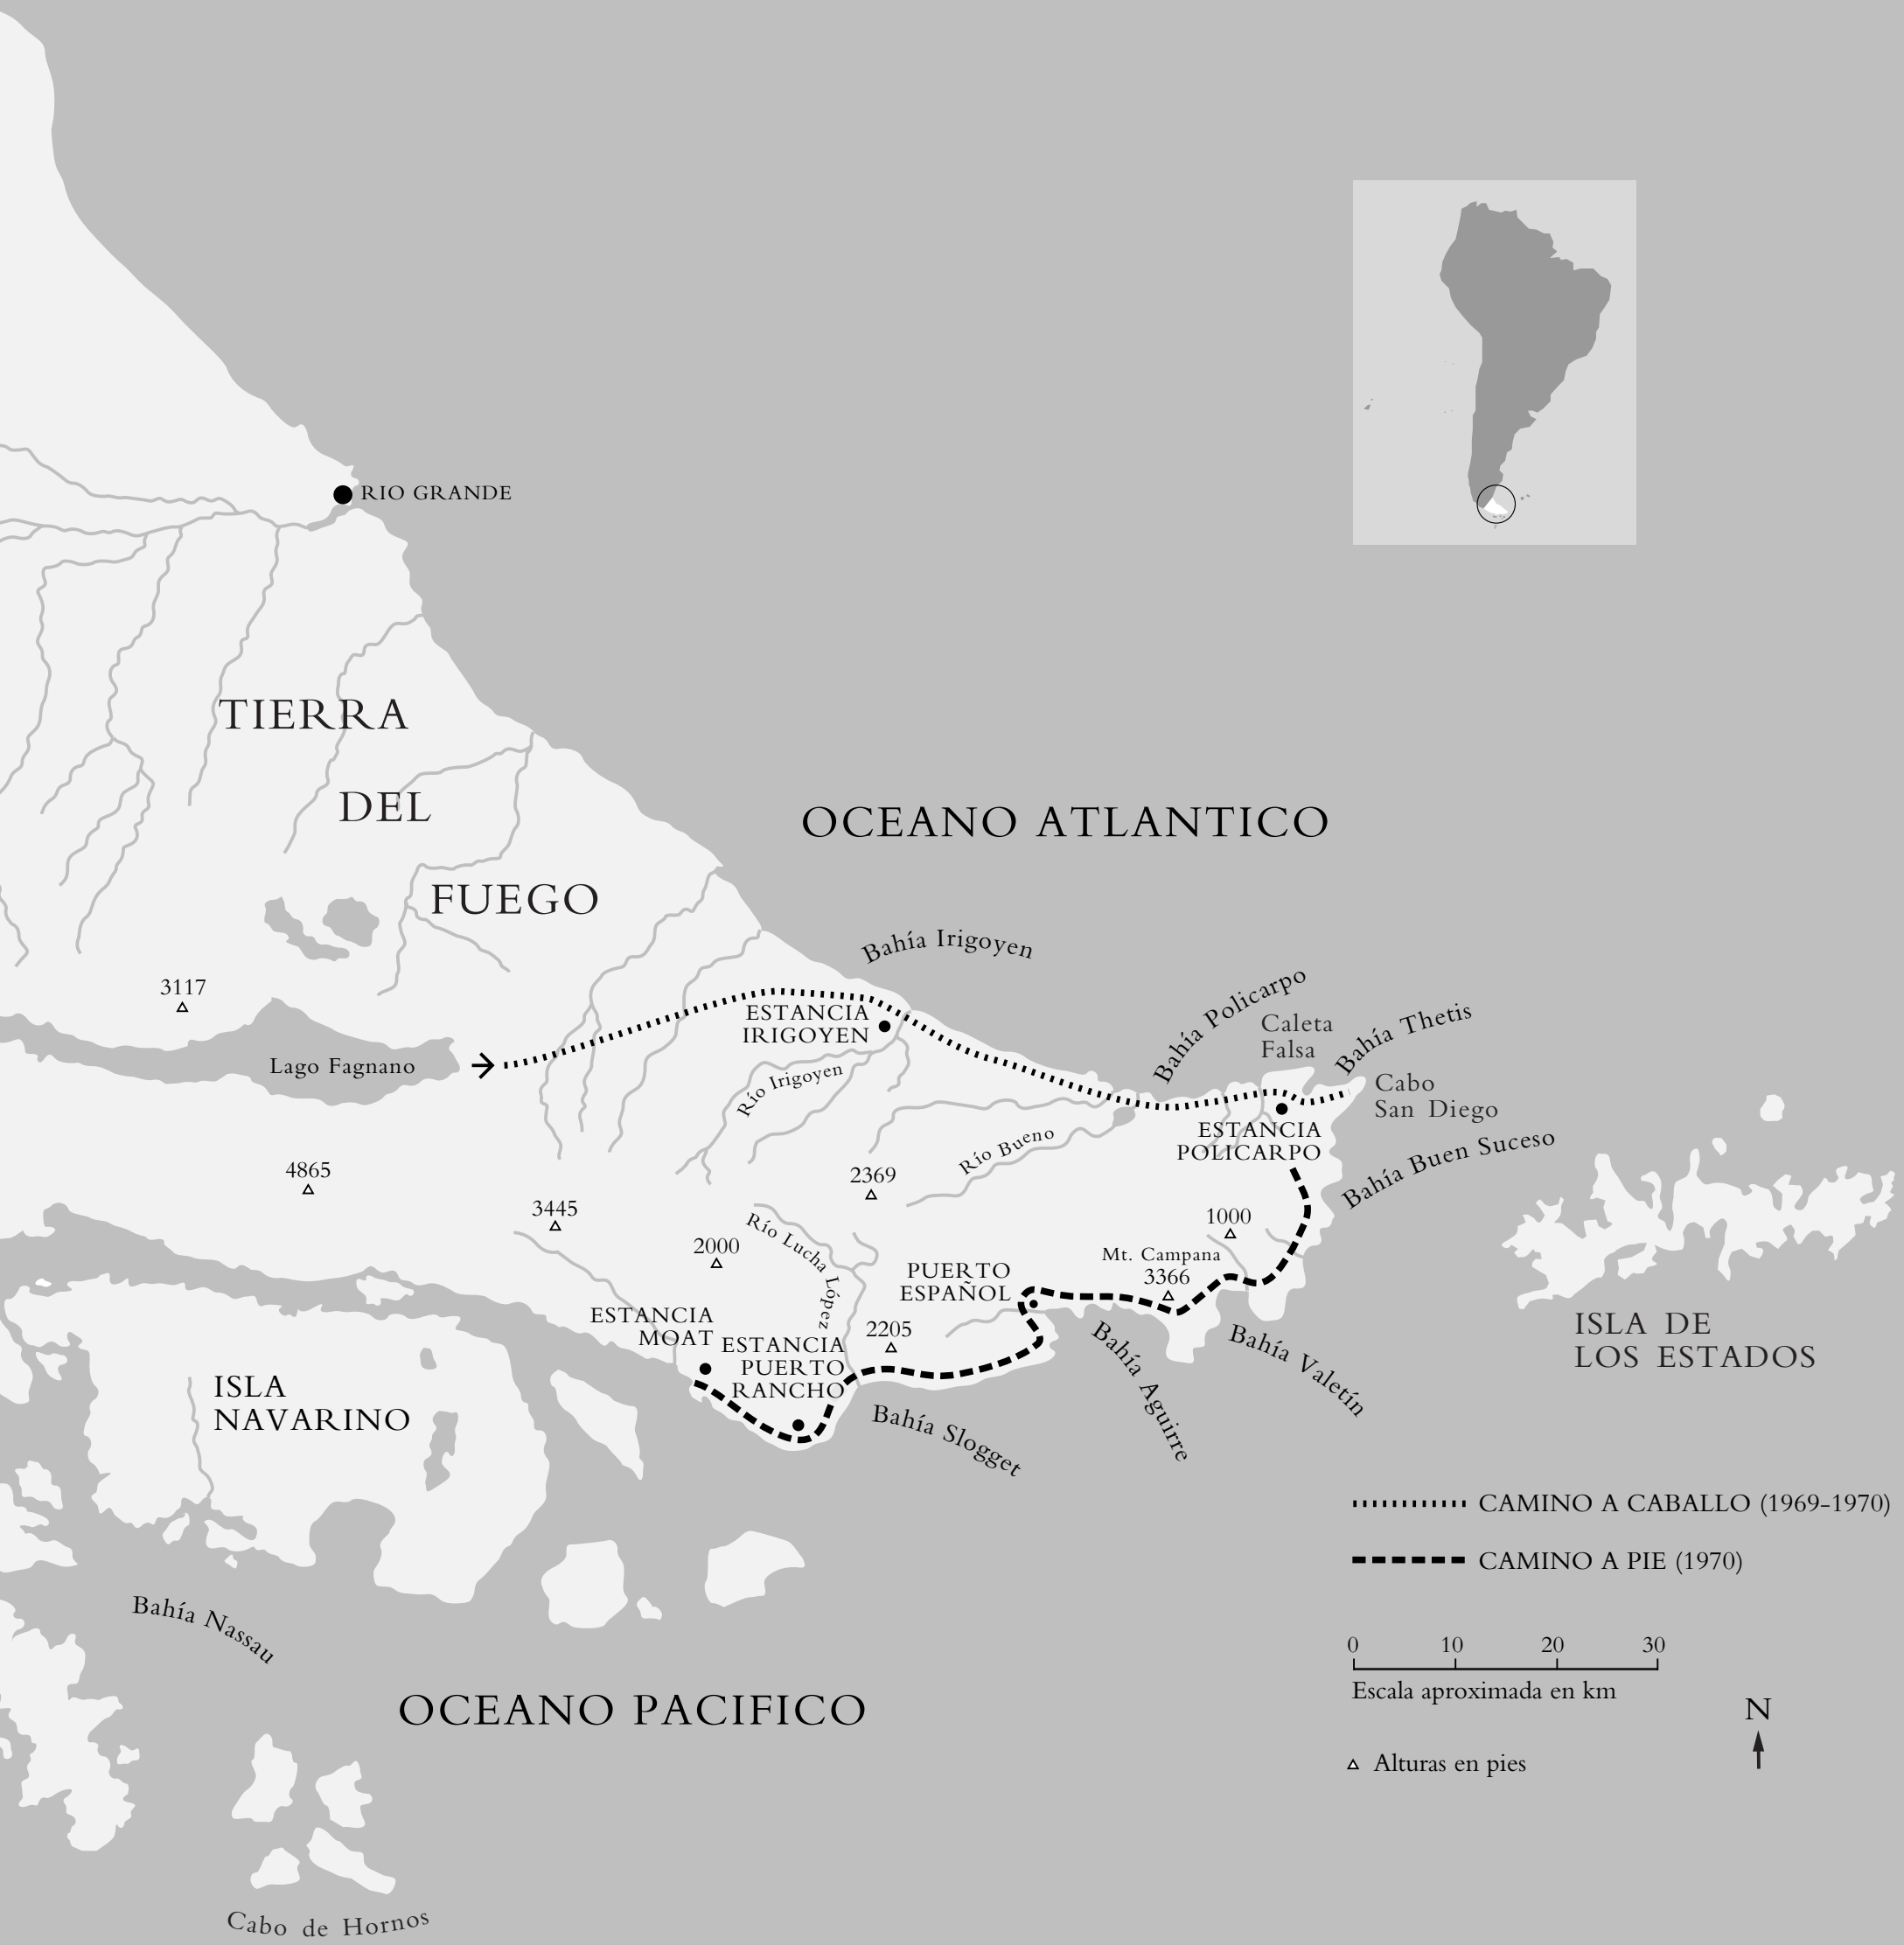 RIO GRANDE
TIERRA
DEL
FUEGO
OCEANO ATLANTICO
Bahía Irigoyen
3117
ESTANCIA
IRIGOYEN
Bahía Policarpo
Caleta
Falsa
Bahía Thetis
Lago Fagnano
Río Irigoyen
Cabo
San Diego
ESTANCIA
POLICARPO
Río Bueno
Bahía Buen Suceso
4865
2369
3445
2000
Río Lucha López
1000
Mt. Campana
3366
PUERTO
ESPAÑOL
ESTANCIA
MOAT
2205
ESTANCIA
PUERTO
RANCHO
Bahía Slogget
Bahía Aguirre
Bahía Valetín
ISLA DE
LOS ESTADOS
ISLA
NAVARINO
CAMINO A CABALLO (1969-1970)
CAMINO A PIE (1970)
Bahía Nassau
0 10 20 30
Escala aproximada en km
OCEANO PACIFICO
N
Alturas en pies
Cabo de Hornos